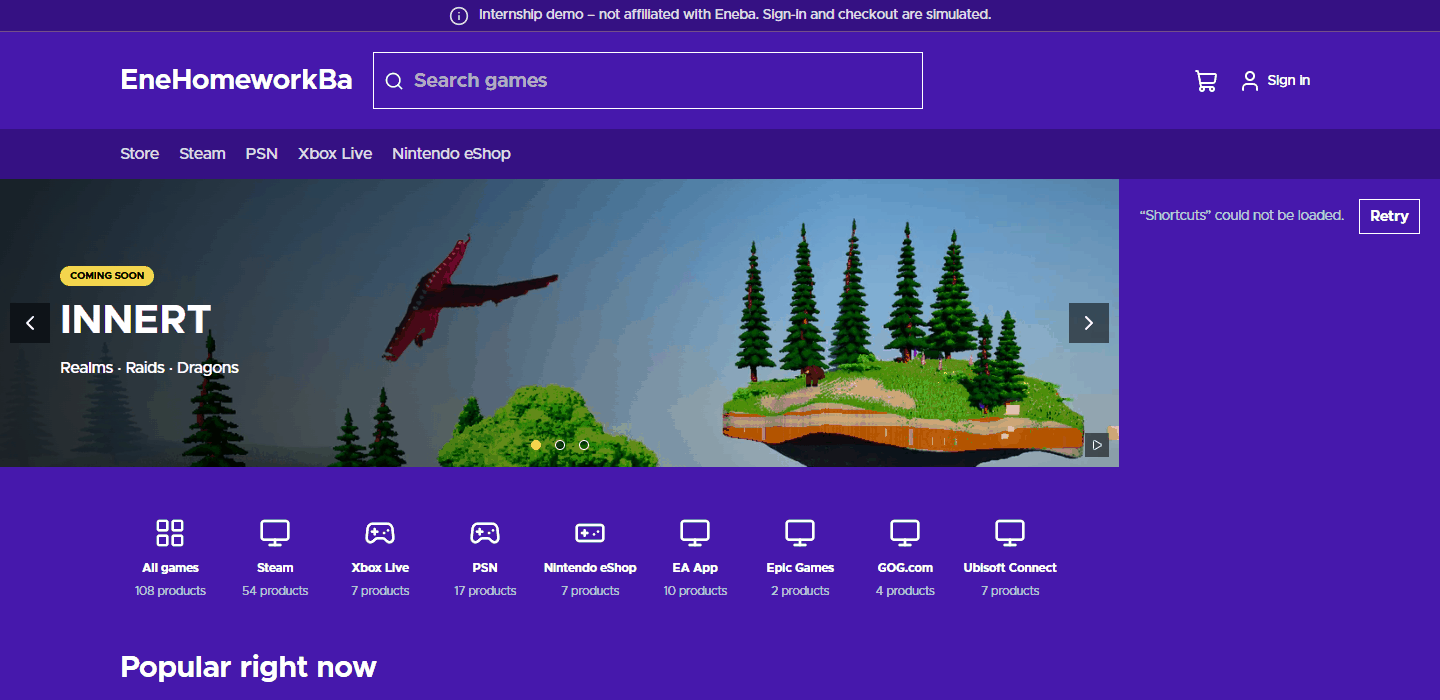 Internship demo – not affiliated with Eneba. Sign-in and checkout are simulated.
EneHomeworkBa
Search games
Sign in
Store
Steam
PSN
Xbox Live
Nintendo eShop
COMING SOON
INNERT
Realms · Raids · Dragons
“Shortcuts” could not be loaded.
Retry
All games
108 products
Steam
54 products
Xbox Live
7 products
PSN
17 products
Nintendo eShop
7 products
EA App
10 products
Epic Games
2 products
GOG.com
4 products
Ubisoft Connect
7 products
Popular right now